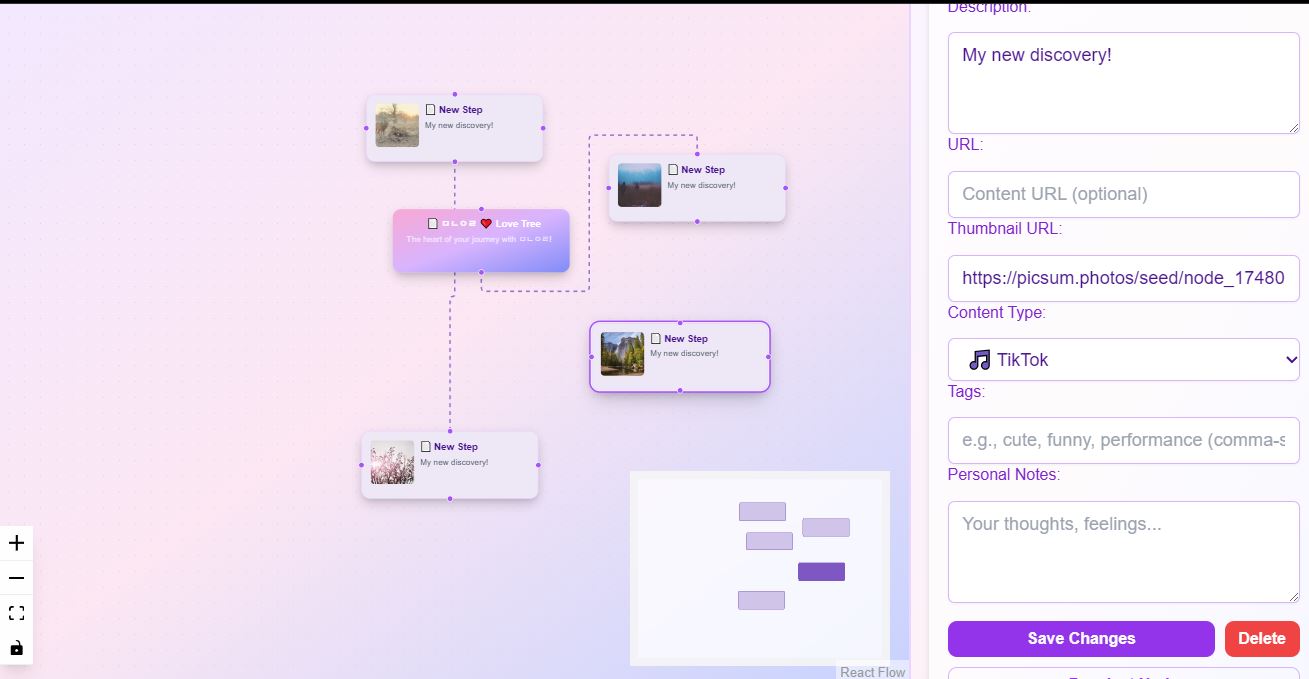 New Step
My new discovery!
New Step
My new discovery!
ㅁㄴㅇㄹ ❤️ Love Tree
The heart of your journey with ㅁㄴㅇㄹ!
New Step
My new discovery!
New Step
My new discovery!
React Flow
Description:
My new discovery!
URL:
Content URL (optional)
Thumbnail URL:
https://picsum.photos/seed/node_17480
Content Type:
🎵 TikTok
Tags:
e.g., cute, funny, performance (comma-s
Personal Notes:
Your thoughts, feelings...
Save Changes
Delete